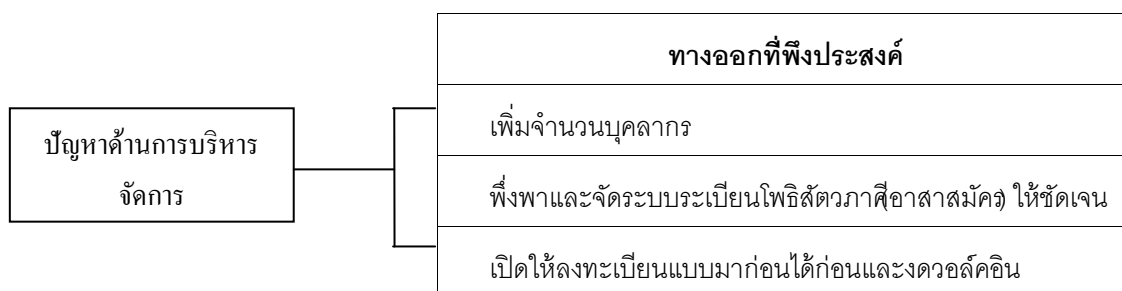 ทางออกที่พึงประสงค์
ปัญหาด้านการบริหาร
จัดการ
เพิ่มจำนวนบุคลากร
พึ่งพาและจัดระบบระเบียนโพธิสัตวภาคี(อาสาสมัคร) ให้ชัดเจน
เปิดให้ลงทะเบียนแบบมาก่อนได้ก่อนและงดวอล์คอิน